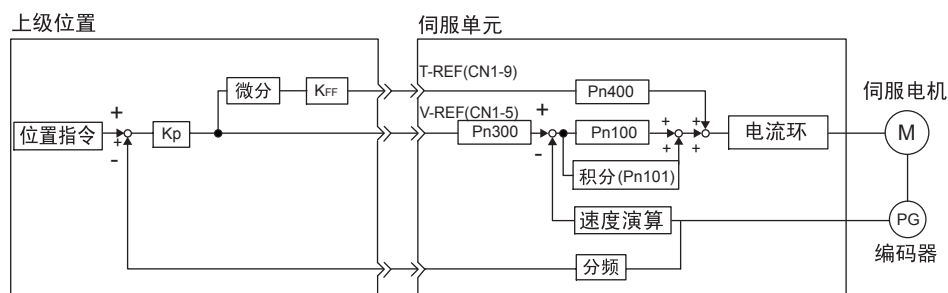 上级位置
伺服单元
T-REF(CN1-9)
微分
KFF
Pn400
伺服电机
+
V-REF(CN1-5)
+
位置指令
+
Kp
Pn300
Pn100
+
+
电流环
M
-
-
+
+
积分(Pn101)
速度演算
PG
编码器
分频